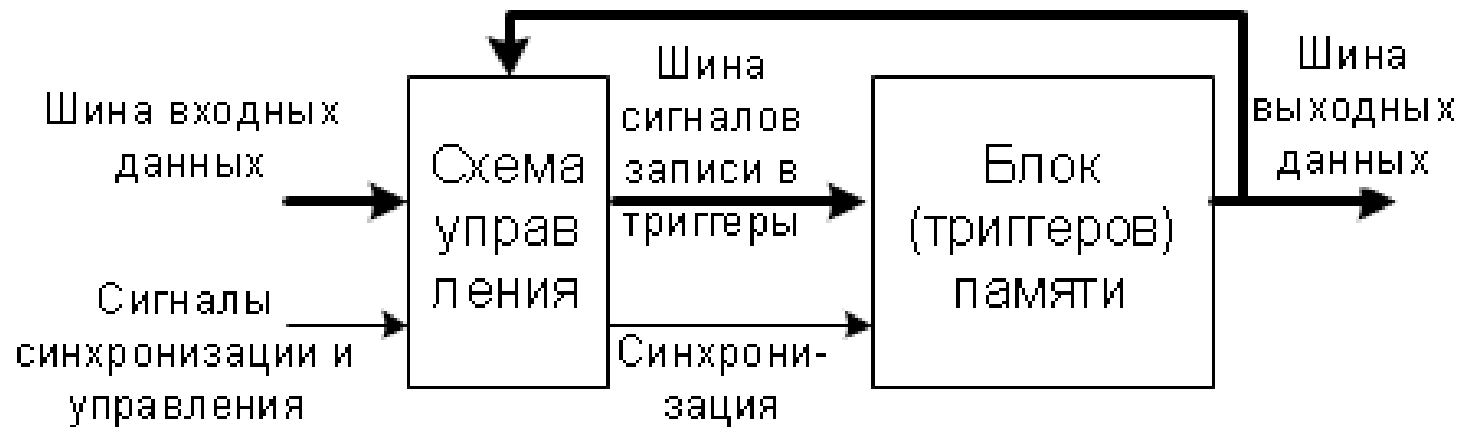 Шина входных
данных
Сигналы
синхронизации и
управления
Схема
управ
ления
Шина
сигналов
записи в
триггеры
Синхрони-
зация
Блок
(триггеров)
памяти
Шина
выходных
данных